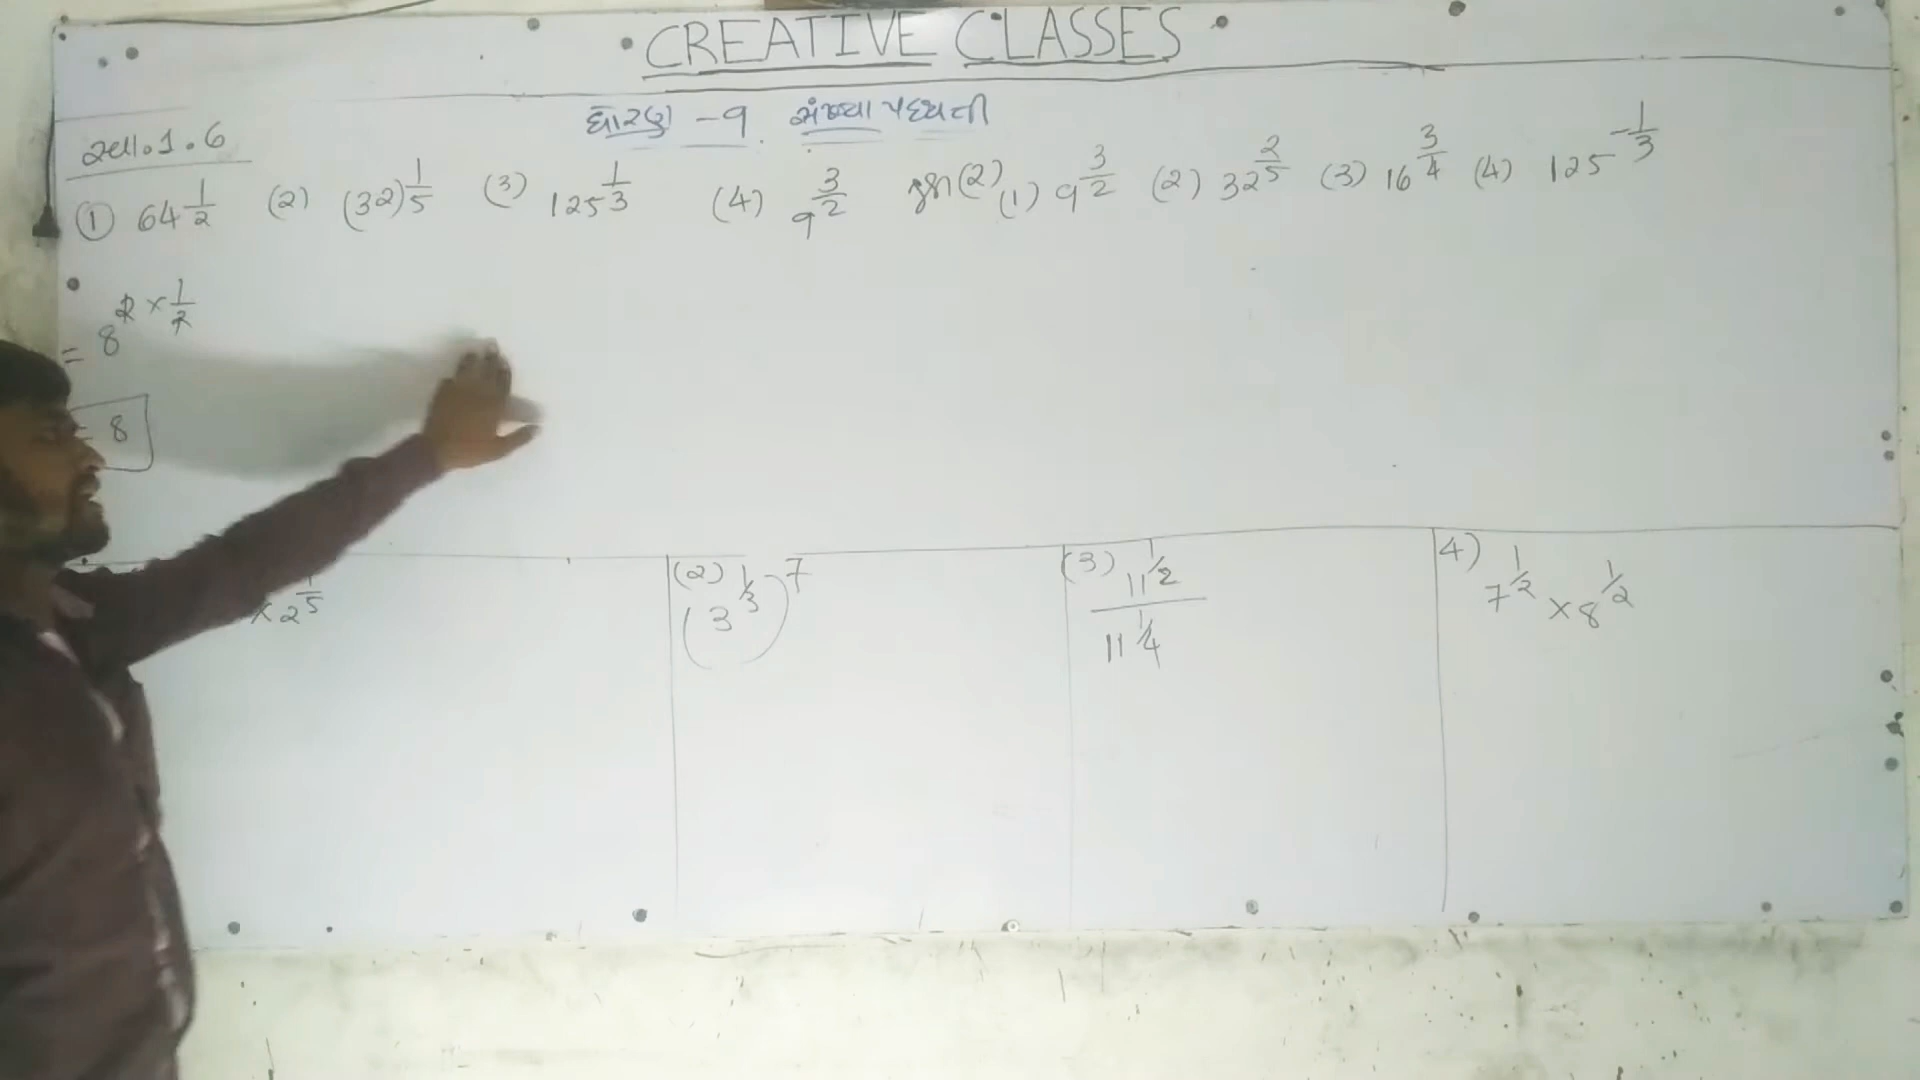 CREATIVE CLASSES
ધોરણ - ૧. સંખ્યા પધ્ધતી
સ્વા. 1.6
① 64^{1/2} (2) (32)^{1/5} (3) 125^{1/3} (4) 9^{3/2} (2) (1) 9^{3/2} (2) 32^{2/5} (3) 16^{3/4} (4) 125^{-1/3}
= 8^{2 × 1/2}
= 8
× 2^{1/5} (2) (3^{1/3})^7 (3) 11^{1/2} / 11^{1/4} 4) 7^{1/2} × 8^{1/2}